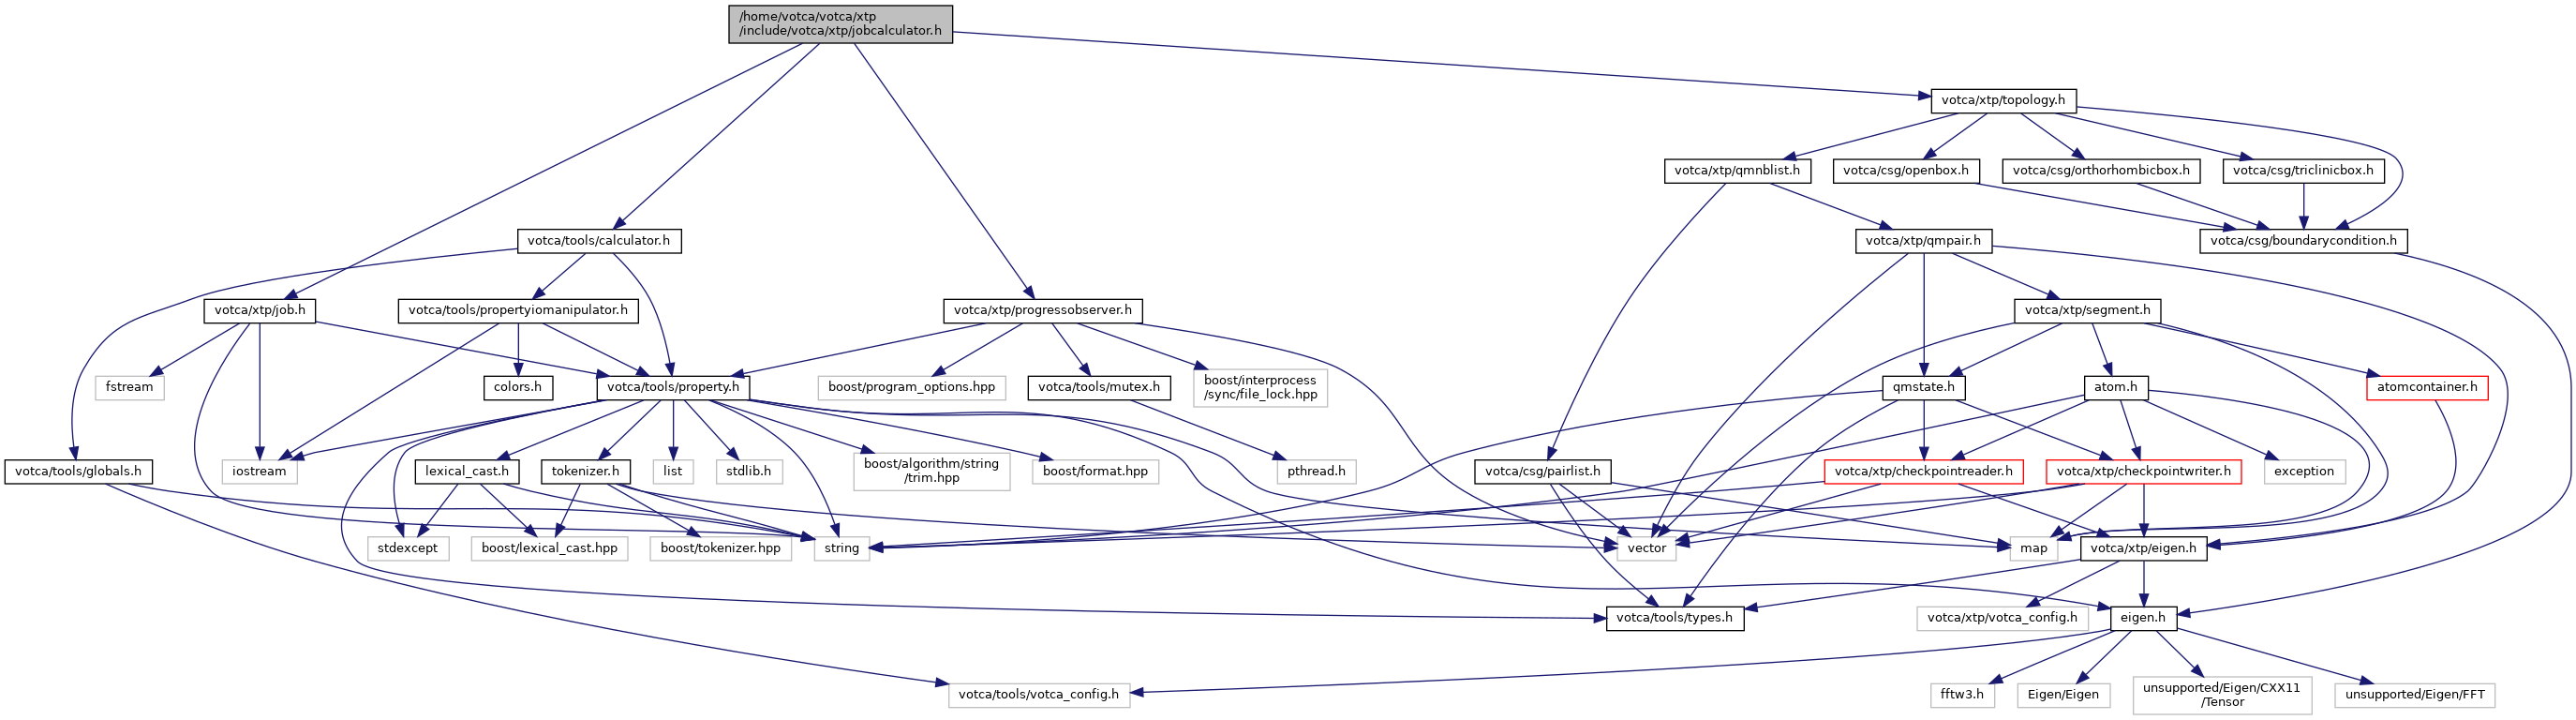 /home/votca/votca/xtp
/include/votca/xtp/jobcalculator.h
votca/xtp/topology.h
votca/xtp/qmnblist.h
votca/csg/openbox.h
votca/csg/orthorhombicbox.h
votca/csg/triclinicbox.h
votca/tools/calculator.h
votca/xtp/qmpair.h
votca/csg/boundarycondition.h
votca/xtp/job.h
votca/tools/propertyiomanipulator.h
votca/xtp/progressobserver.h
votca/xtp/segment.h
fstream
colors.h
votca/tools/property.h
boost/program_options.hpp
votca/tools/mutex.h
boost/interprocess
/sync/file_lock.hpp
qmstate.h
atom.h
atomcontainer.h
votca/tools/globals.h
iostream
lexical_cast.h
tokenizer.h
list
stdlib.h
boost/algorithm/string
/trim.hpp
boost/format.hpp
pthread.h
votca/csg/pairlist.h
votca/xtp/checkpointreader.h
votca/xtp/checkpointwriter.h
exception
stdexcept
boost/lexical_cast.hpp
boost/tokenizer.hpp
string
vector
map
votca/xtp/eigen.h
votca/tools/types.h
votca/xtp/votca_config.h
eigen.h
votca/tools/votca_config.h
fftw3.h
Eigen/Eigen
unsupported/Eigen/CXX11
/Tensor
unsupported/Eigen/FFT